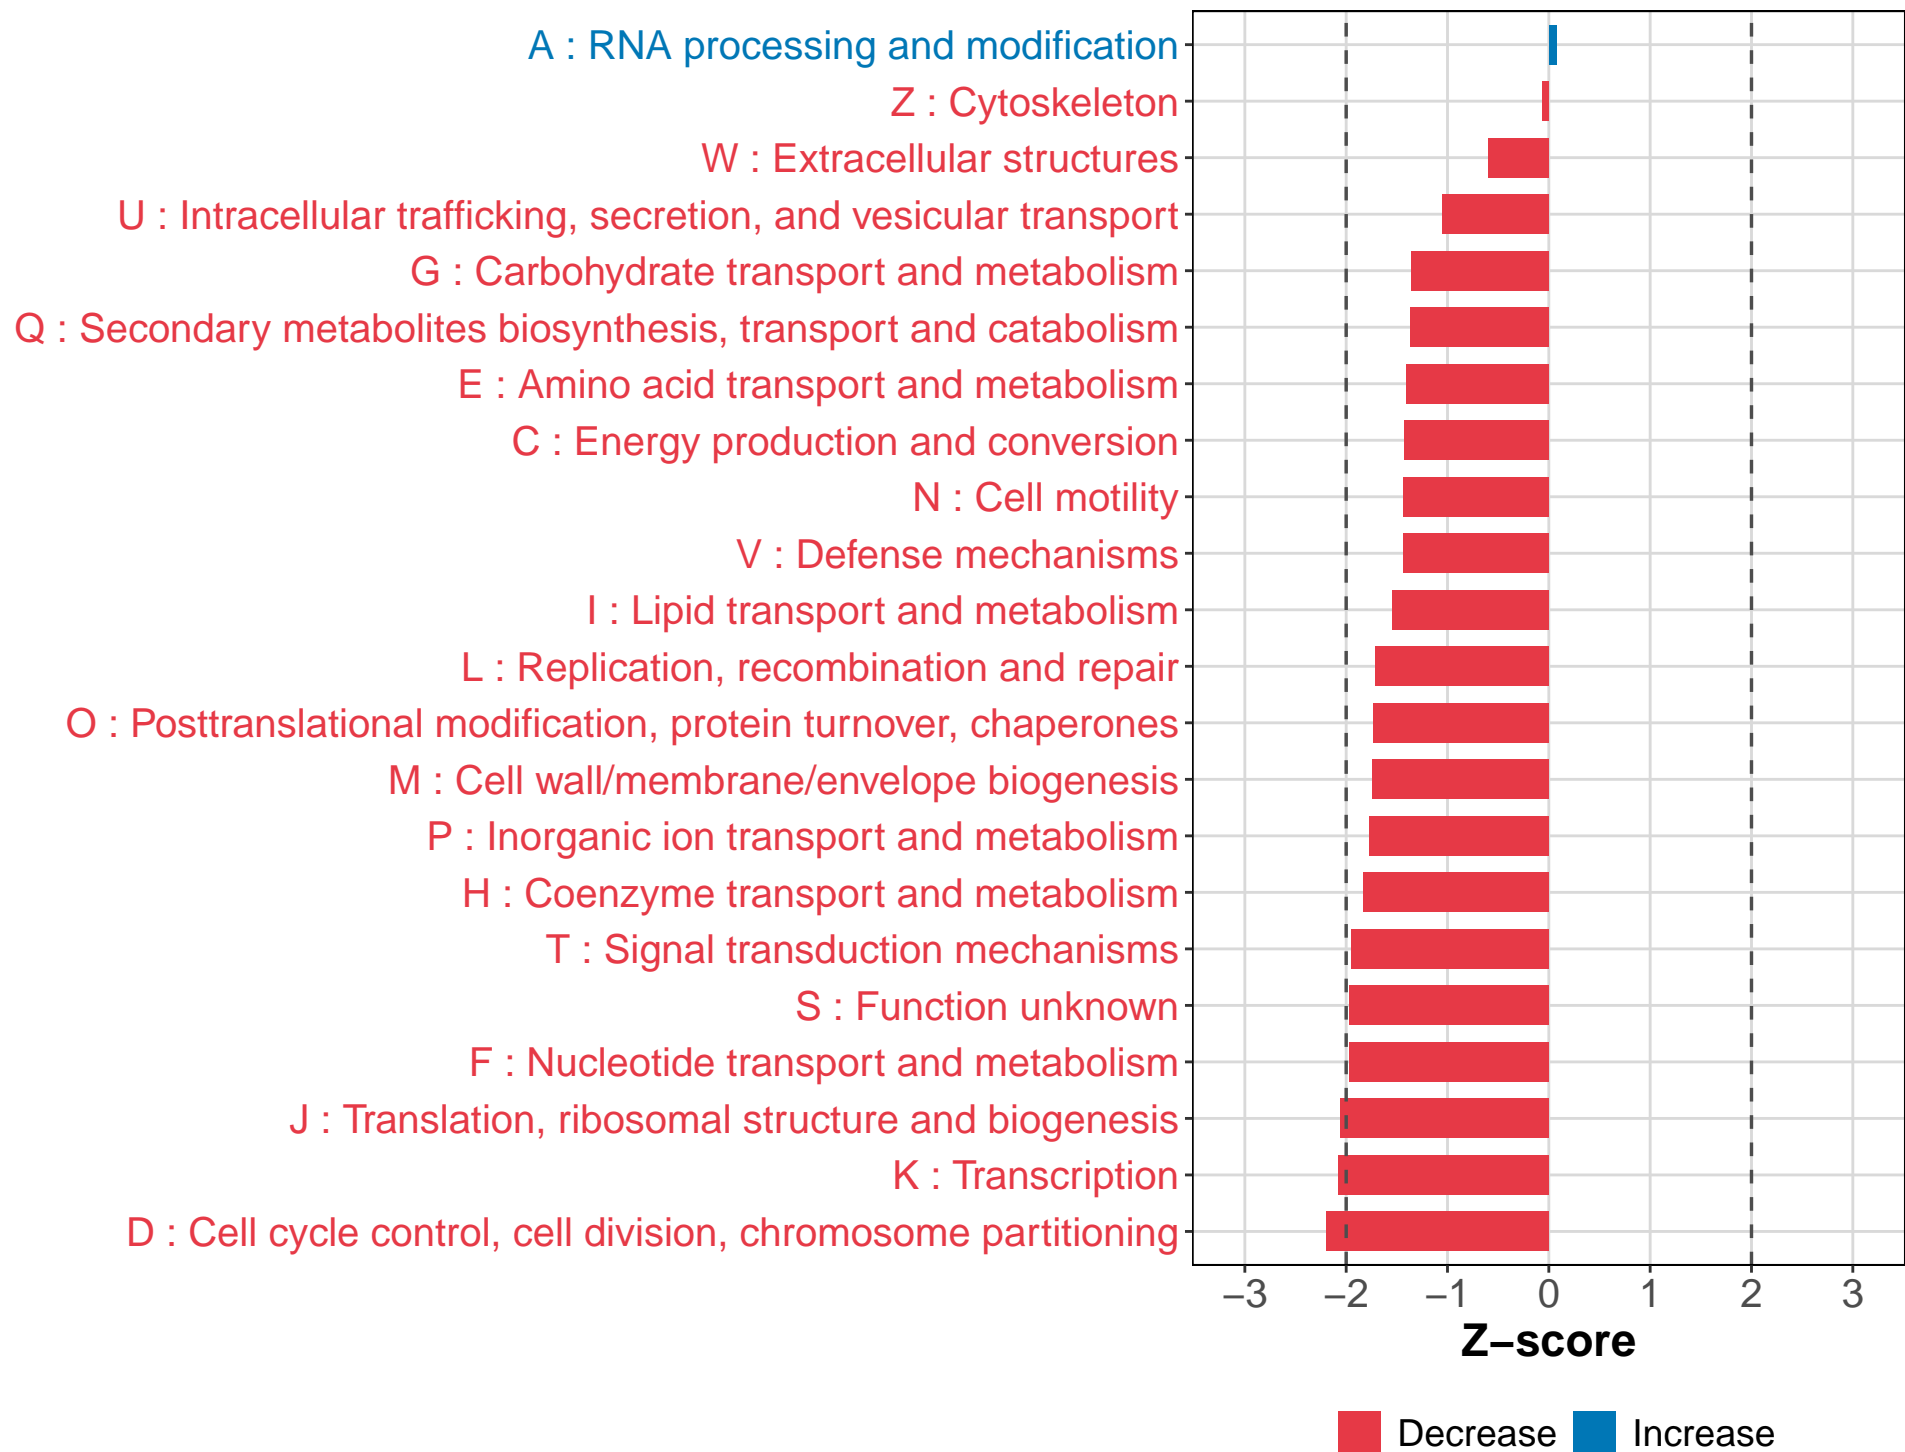 A : RNA processing and modification
Z : Cytoskeleton
W : Extracellular structures
U : Intracellular trafficking, secretion, and vesicular transport
G : Carbohydrate transport and metabolism
Q : Secondary metabolites biosynthesis, transport and catabolism
E : Amino acid transport and metabolism
C : Energy production and conversion
N : Cell motility
V : Defense mechanisms
I : Lipid transport and metabolism
L : Replication, recombination and repair
O : Posttranslational modification, protein turnover, chaperones
M : Cell wall/membrane/envelope biogenesis
P : Inorganic ion transport and metabolism
H : Coenzyme transport and metabolism
T : Signal transduction mechanisms
S : Function unknown
F : Nucleotide transport and metabolism
J : Translation, ribosomal structure and biogenesis
K : Transcription
D : Cell cycle control, cell division, chromosome partitioning
−3 −2 −1 0 1 2 3
Z−score
Decrease Increase